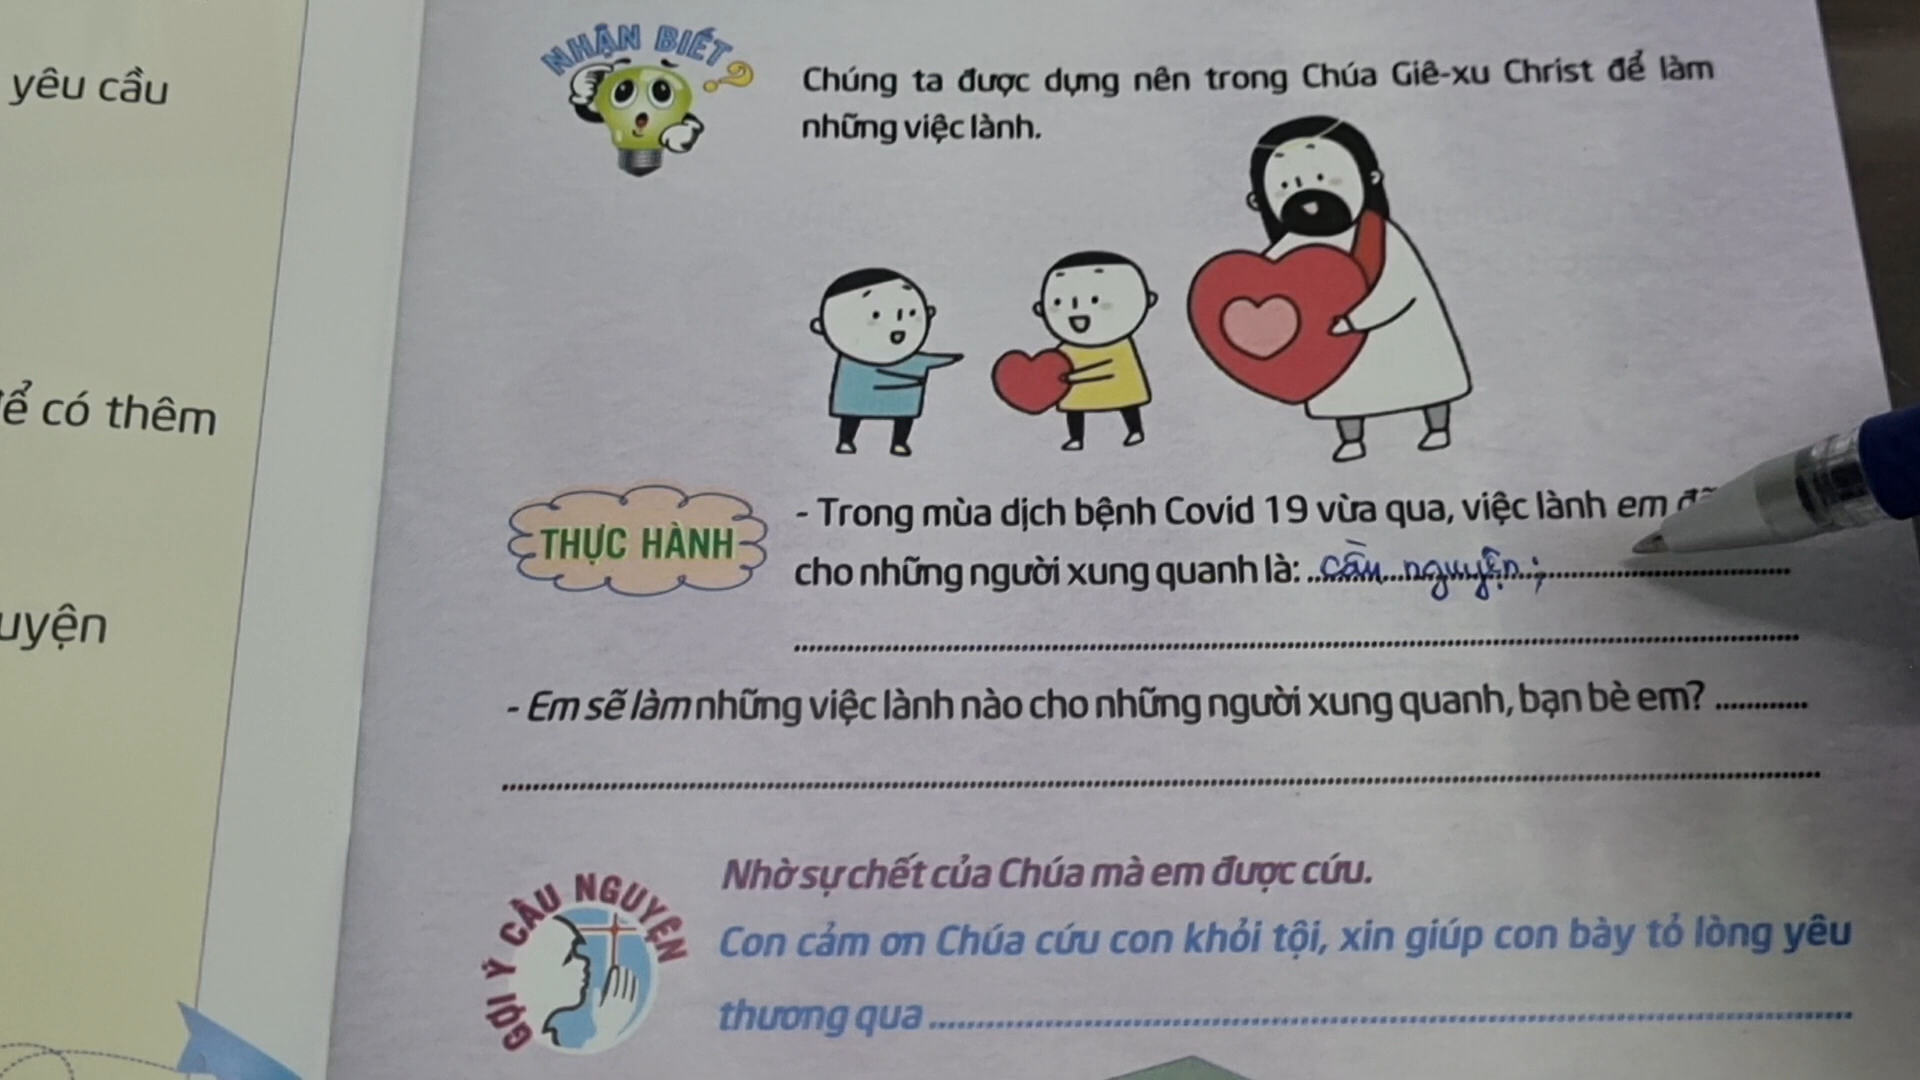 yêu cầu
ể có thêm
uyện
NHẬN BIẾT
Chúng ta được dựng nên trong Chúa Giê-xu Christ để làm
những việc lành.
THỰC HÀNH
- Trong mùa dịch bệnh Covid 19 vừa qua, việc lành em
cho những người xung quanh là: cầu nguyện;
- Em sẽ làm những việc lành nào cho những người xung quanh, bạn bè em?
GỢI Ý CẦU NGUYỆN
Nhờ sự chết của Chúa mà em được cứu.
Con cảm ơn Chúa cứu con khỏi tội, xin giúp con bày tỏ lòng yêu
thương qua